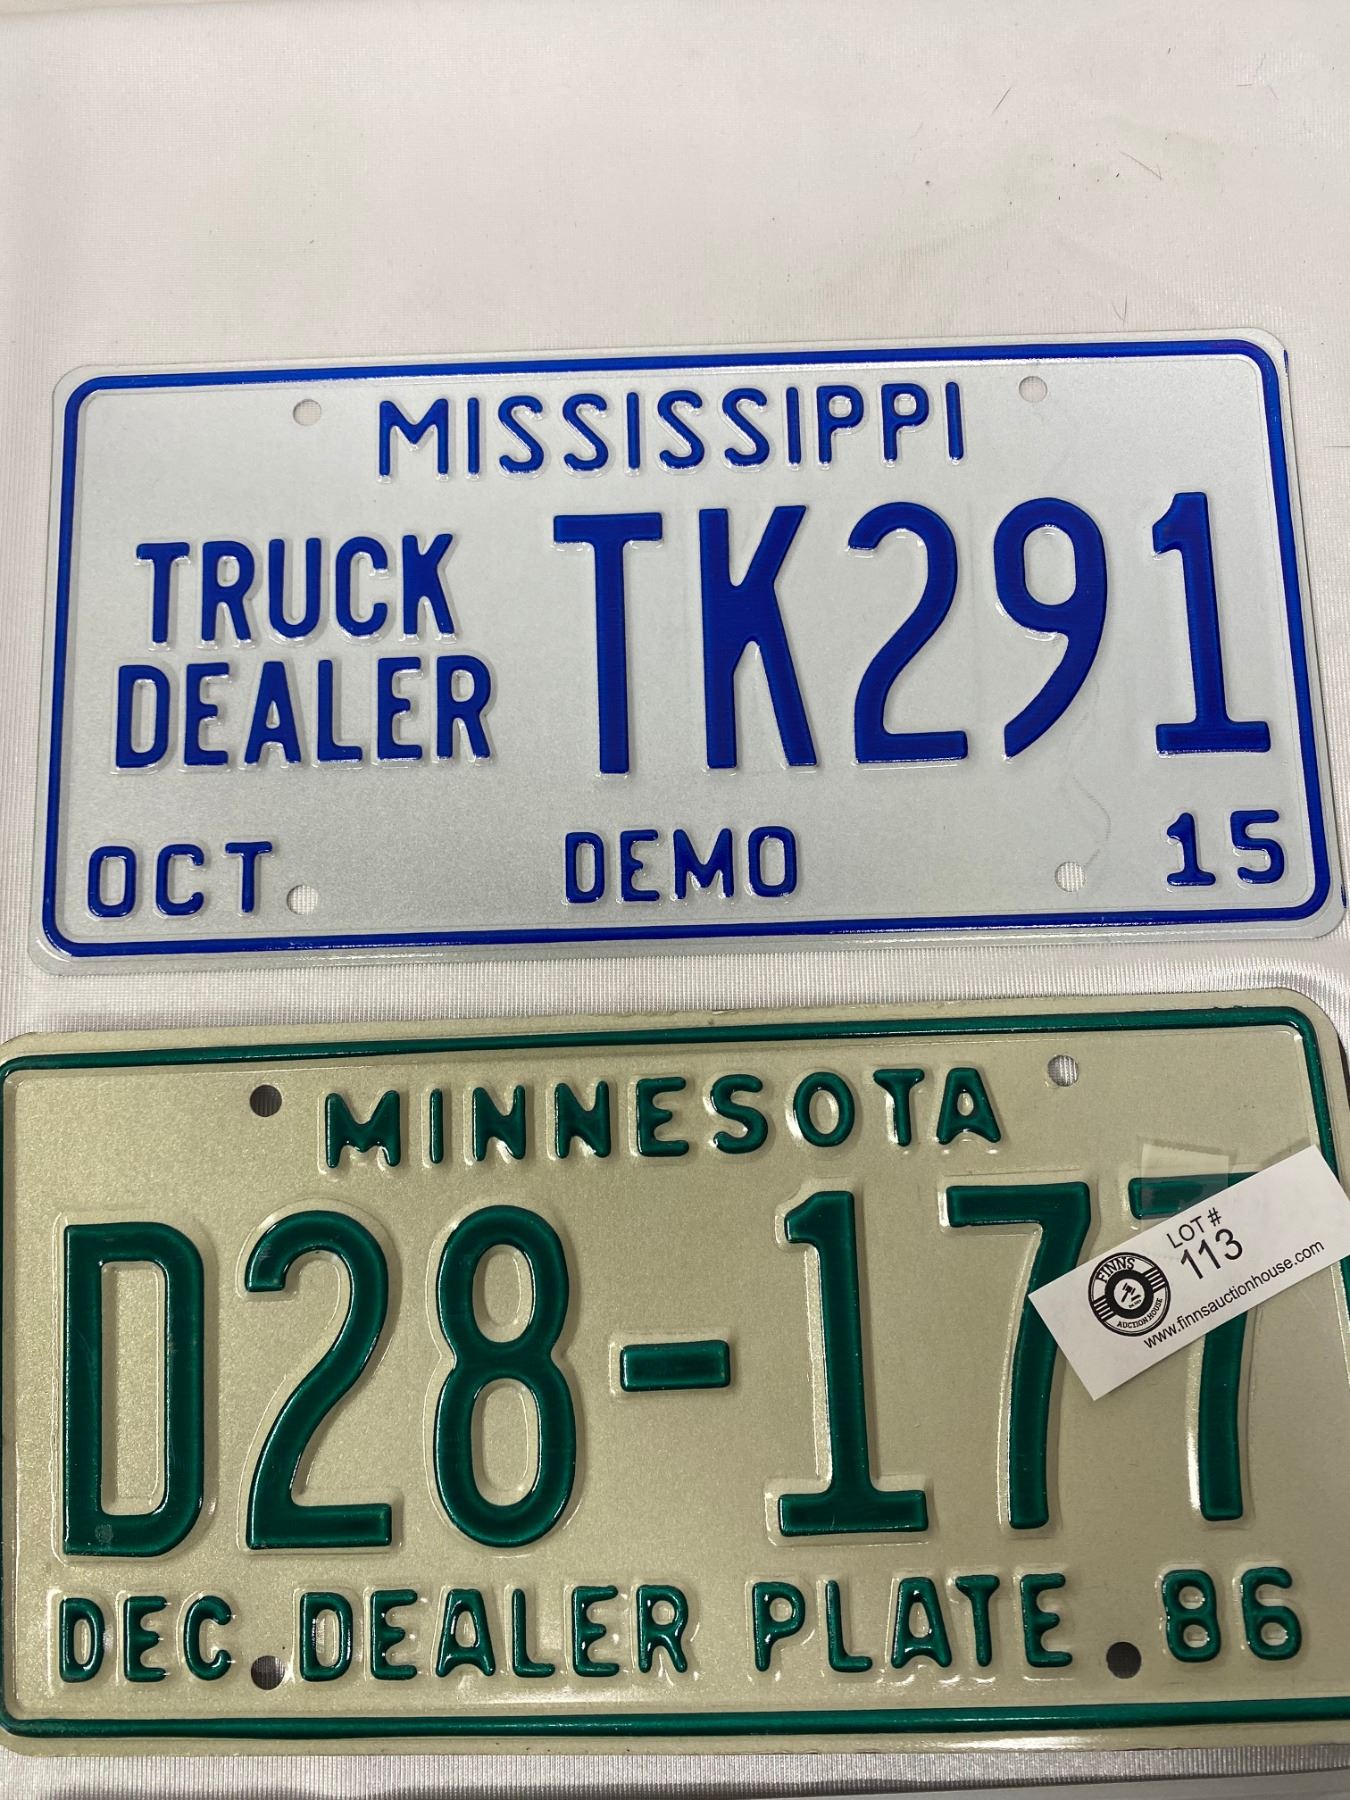 MISSISSIPPI
TRUCK
DEALER
TK291
OCT
DEMO
15
MINNESOTA
D28-177
LOT #
113
FINNS
AUCTION HOUSE
www.finnsauctionhouse.com
DEC DEALER PLATE 86